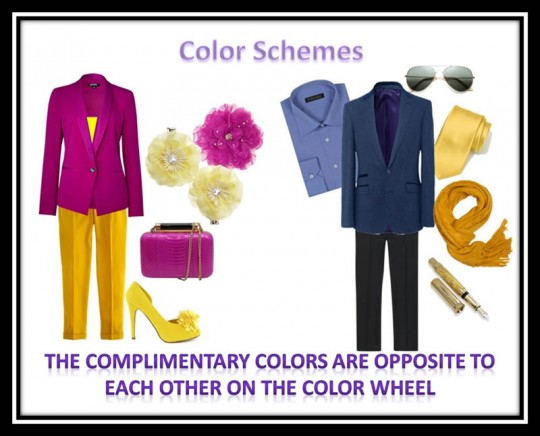 Color Schemes
THE COMPLIMENTARY COLORS ARE OPPOSITE TO
EACH OTHER ON THE COLOR WHEEL